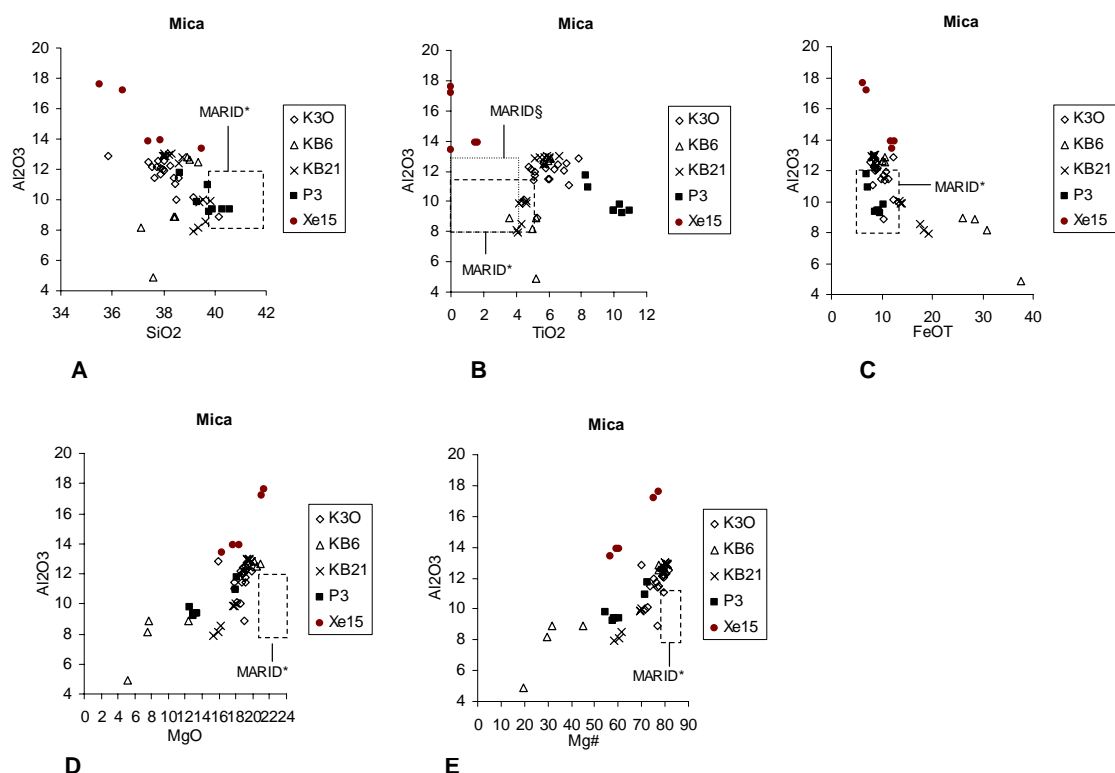 Mica
20
18
16
14
12
10
8
6
4
Al2O3
34 36 38 40 42
SiO2
MARID*
K3O
KB6
KB21
P3
Xe15
A
Mica
20
18
16
14
12
10
8
6
4
Al2O3
0 2 4 6 8 10 12
TiO2
MARID§
MARID*
K3O
KB6
KB21
P3
Xe15
B
Mica
20
18
16
14
12
10
8
6
4
Al2O3
0 10 20 30 40
FeOT
MARID*
K3O
KB6
KB21
P3
Xe15
C
Mica
20
18
16
14
12
10
8
6
4
Al2O3
0 2 4 6 8 10 12 14 16 18 20 22 24
MgO
MARID*
K3O
KB6
KB21
P3
Xe15
D
Mica
20
18
16
14
12
10
8
6
4
Al2O3
0 10 20 30 40 50 60 70 80 90
Mg#
MARID*
K3O
KB6
KB21
P3
Xe15
E